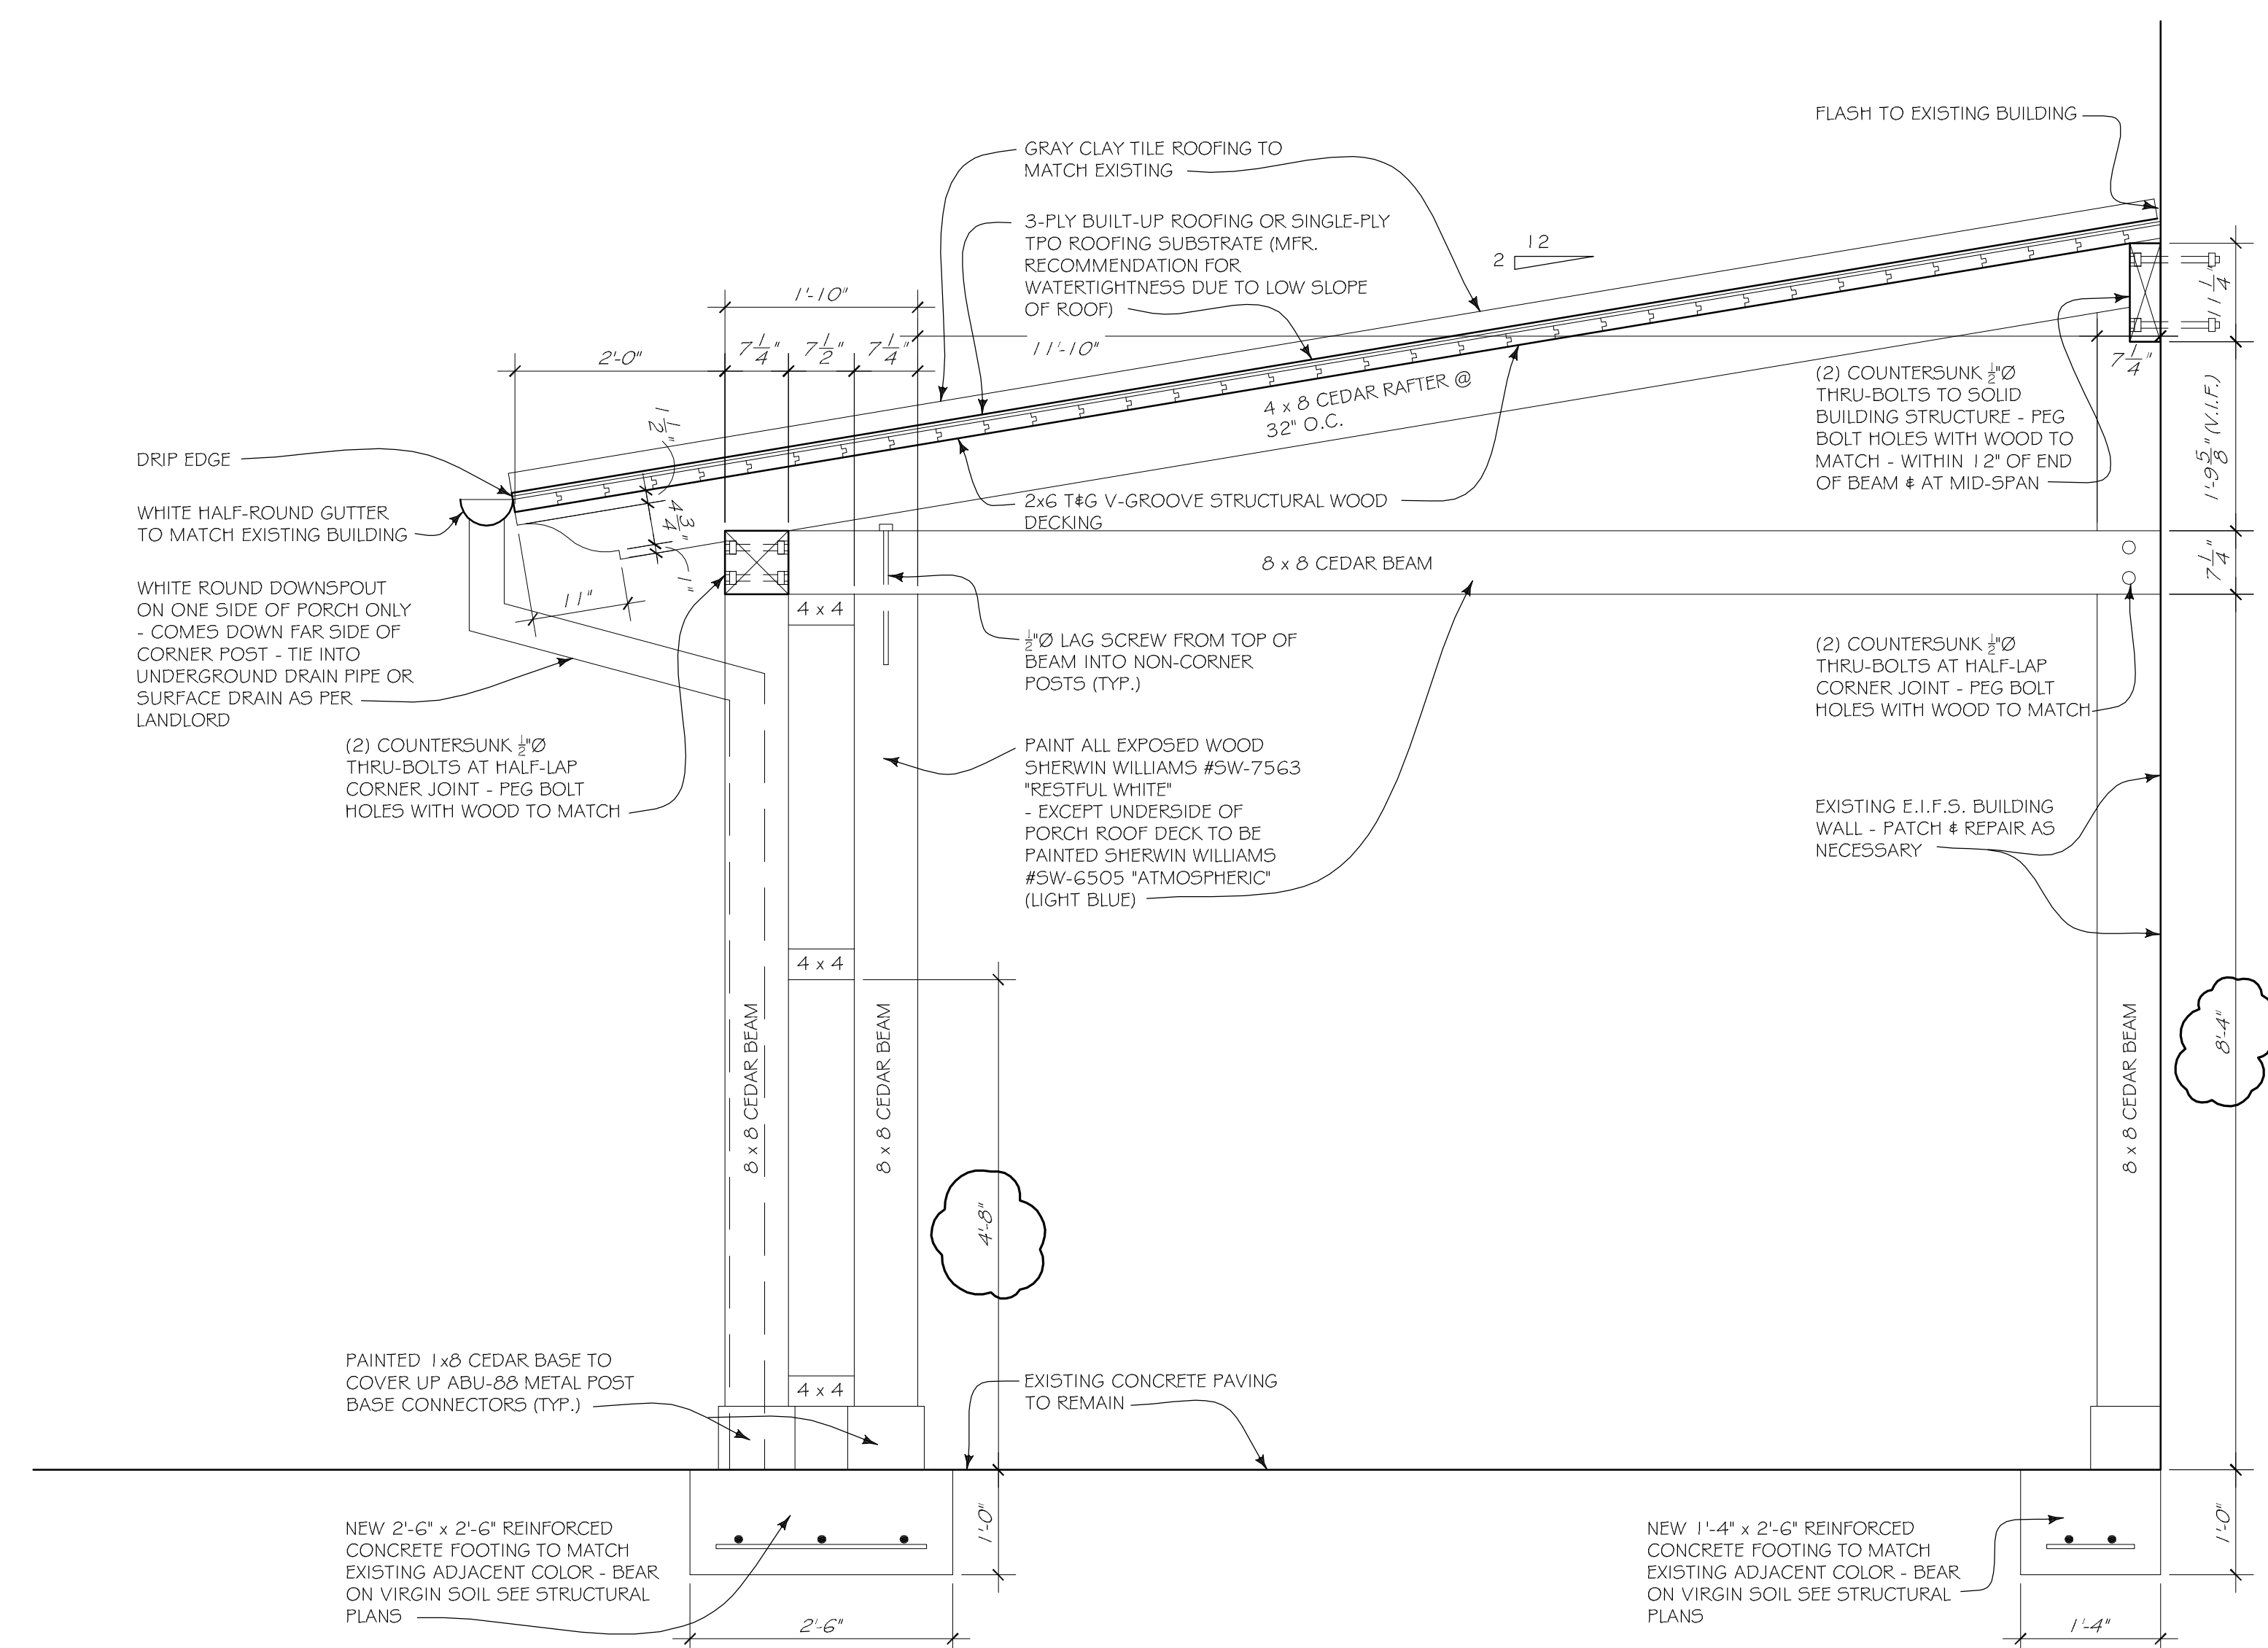 FLASH TO EXISTING BUILDING
GRAY CLAY TILE ROOFING TO
MATCH EXISTING
3-PLY BUILT-UP ROOFING OR SINGLE-PLY
TPO ROOFING SUBSTRATE (MFR.
RECOMMENDATION FOR
WATERTIGHTNESS DUE TO LOW SLOPE
OF ROOF)
12
2
1'-10"
2'-0"
7 1/4"
7 1/2"
7 1/4"
11'-10"
11 1/4"
7 1/4"
4 x 8 CEDAR RAFTER @
32" O.C.
(2) COUNTERSUNK 1/2"Ø
THRU-BOLTS TO SOLID
BUILDING STRUCTURE - PEG
BOLT HOLES WITH WOOD TO
MATCH - WITHIN 12" OF END
OF BEAM & AT MID-SPAN
1'-9 5/8" (V.I.F.)
1 1/2"
4 3/4"
1"
11"
DRIP EDGE
WHITE HALF-ROUND GUTTER
TO MATCH EXISTING BUILDING
2x6 T&G V-GROOVE STRUCTURAL WOOD
DECKING
8 x 8 CEDAR BEAM
7 1/4"
WHITE ROUND DOWNSPOUT
ON ONE SIDE OF PORCH ONLY
- COMES DOWN FAR SIDE OF
CORNER POST - TIE INTO
UNDERGROUND DRAIN PIPE OR
SURFACE DRAIN AS PER
LANDLORD
4 x 4
1/2"Ø LAG SCREW FROM TOP OF
BEAM INTO NON-CORNER
POSTS (TYP.)
(2) COUNTERSUNK 1/2"Ø
THRU-BOLTS AT HALF-LAP
CORNER JOINT - PEG BOLT
HOLES WITH WOOD TO MATCH
(2) COUNTERSUNK 1/2"Ø
THRU-BOLTS AT HALF-LAP
CORNER JOINT - PEG BOLT
HOLES WITH WOOD TO MATCH
PAINT ALL EXPOSED WOOD
SHERWIN WILLIAMS #SW-7563
"RESTFUL WHITE"
- EXCEPT UNDERSIDE OF
PORCH ROOF DECK TO BE
PAINTED SHERWIN WILLIAMS
#SW-6505 "ATMOSPHERIC"
(LIGHT BLUE)
EXISTING E.I.F.S. BUILDING
WALL - PATCH & REPAIR AS
NECESSARY
4 x 4
8 x 8 CEDAR BEAM
8 x 8 CEDAR BEAM
8 x 8 CEDAR BEAM
8'-4"
4'-8"
PAINTED 1x8 CEDAR BASE TO
COVER UP ABU-88 METAL POST
BASE CONNECTORS (TYP.)
4 x 4
EXISTING CONCRETE PAVING
TO REMAIN
NEW 2'-6" x 2'-6" REINFORCED
CONCRETE FOOTING TO MATCH
EXISTING ADJACENT COLOR - BEAR
ON VIRGIN SOIL SEE STRUCTURAL
PLANS
1'-0"
2'-6"
NEW 1'-4" x 2'-6" REINFORCED
CONCRETE FOOTING TO MATCH
EXISTING ADJACENT COLOR - BEAR
ON VIRGIN SOIL SEE STRUCTURAL
PLANS
1'-0"
1'-4"